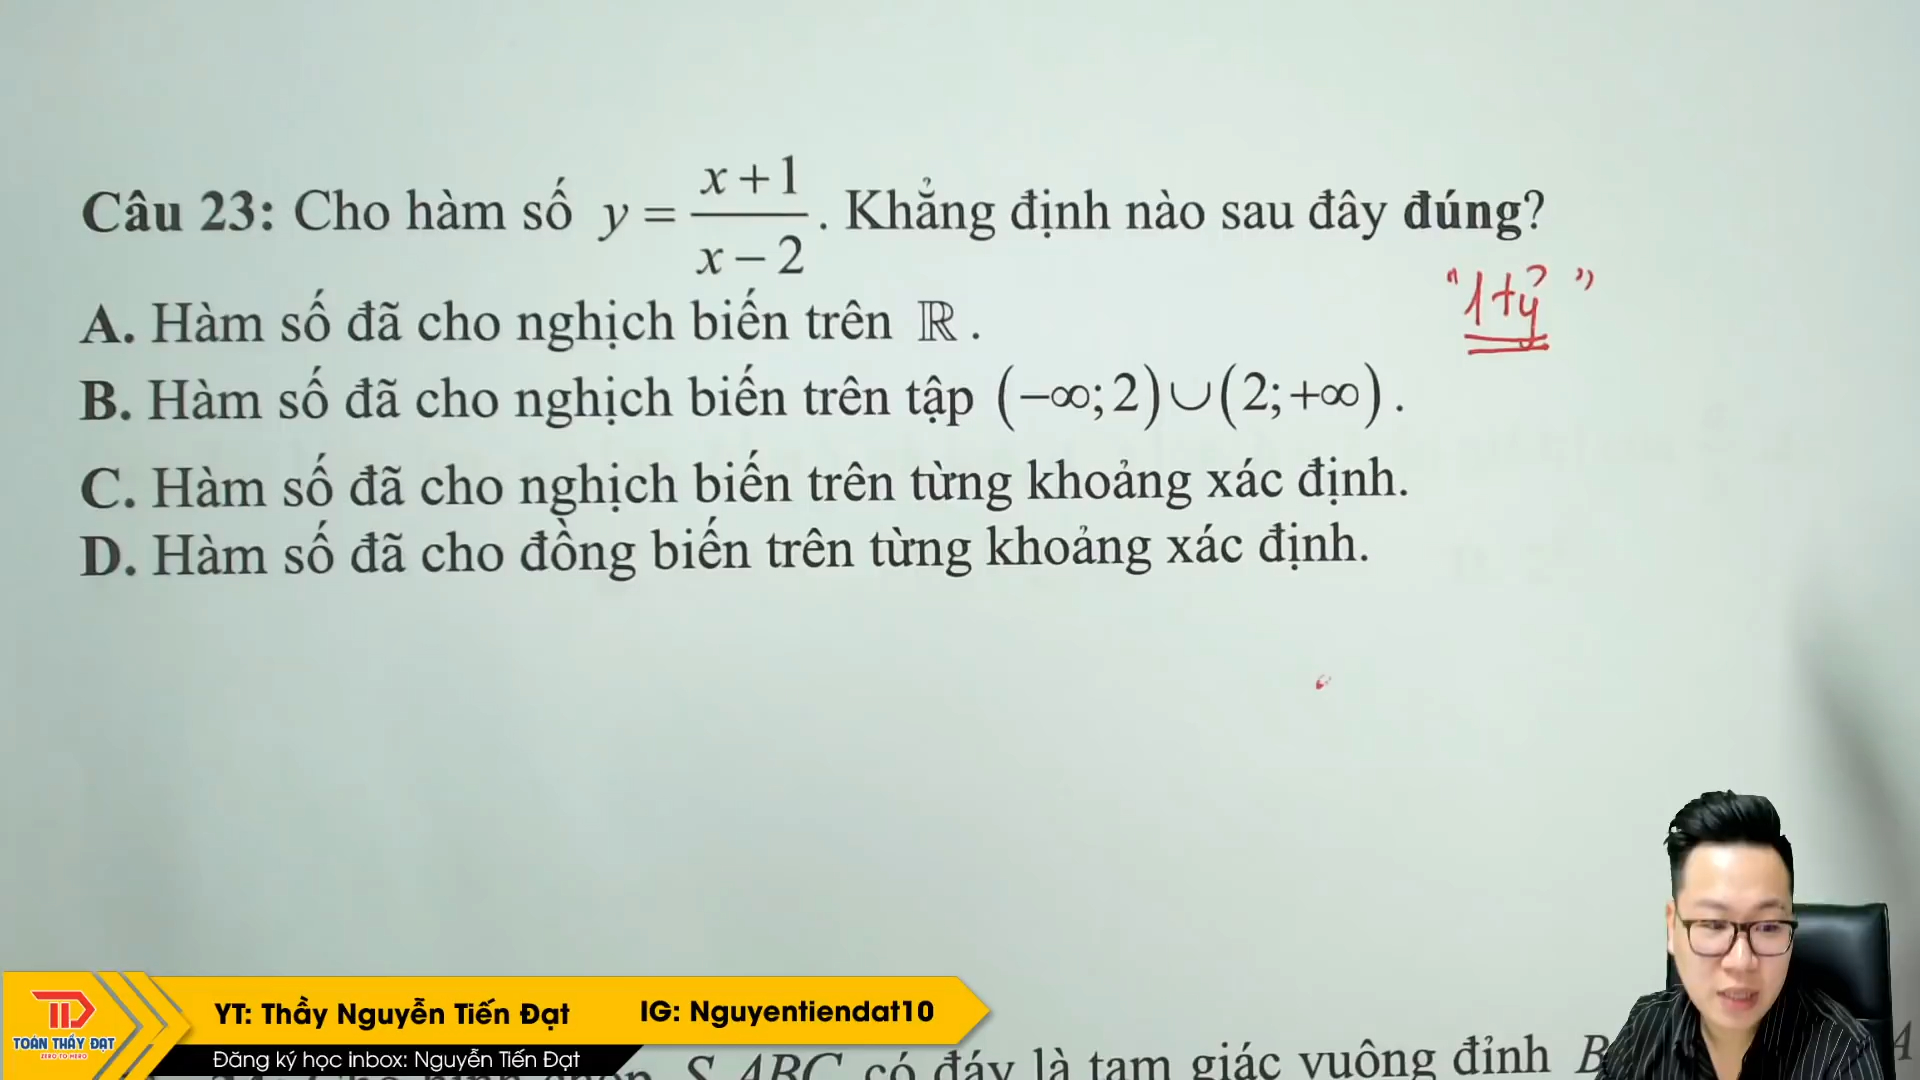 Câu 23: Cho hàm số y = \frac{x+1}{x-2}. Khẳng định nào sau đây đúng?
"1 tỷ"
A. Hàm số đã cho nghịch biến trên ℝ.
B. Hàm số đã cho nghịch biến trên tập (−∞;2)∪(2;+∞).
C. Hàm số đã cho nghịch biến trên từng khoảng xác định.
D. Hàm số đã cho đồng biến trên từng khoảng xác định.
TOÁN THẦY ĐẠT
ZERO TO HERO
YT: Thầy Nguyễn Tiến Đạt
IG: Nguyentiendat10
Đăng ký học inbox: Nguyễn Tiến Đạt
S.ABC có đáy là tam giác vuông đỉnh B